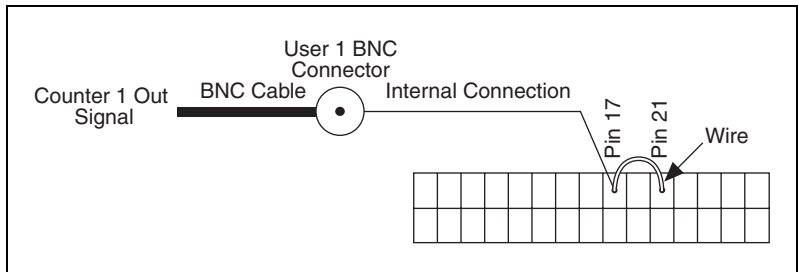 User 1 BNC
Connector
Counter 1 Out
Signal
BNC Cable
Internal Connection
Pin 17
Pin 21
Wire